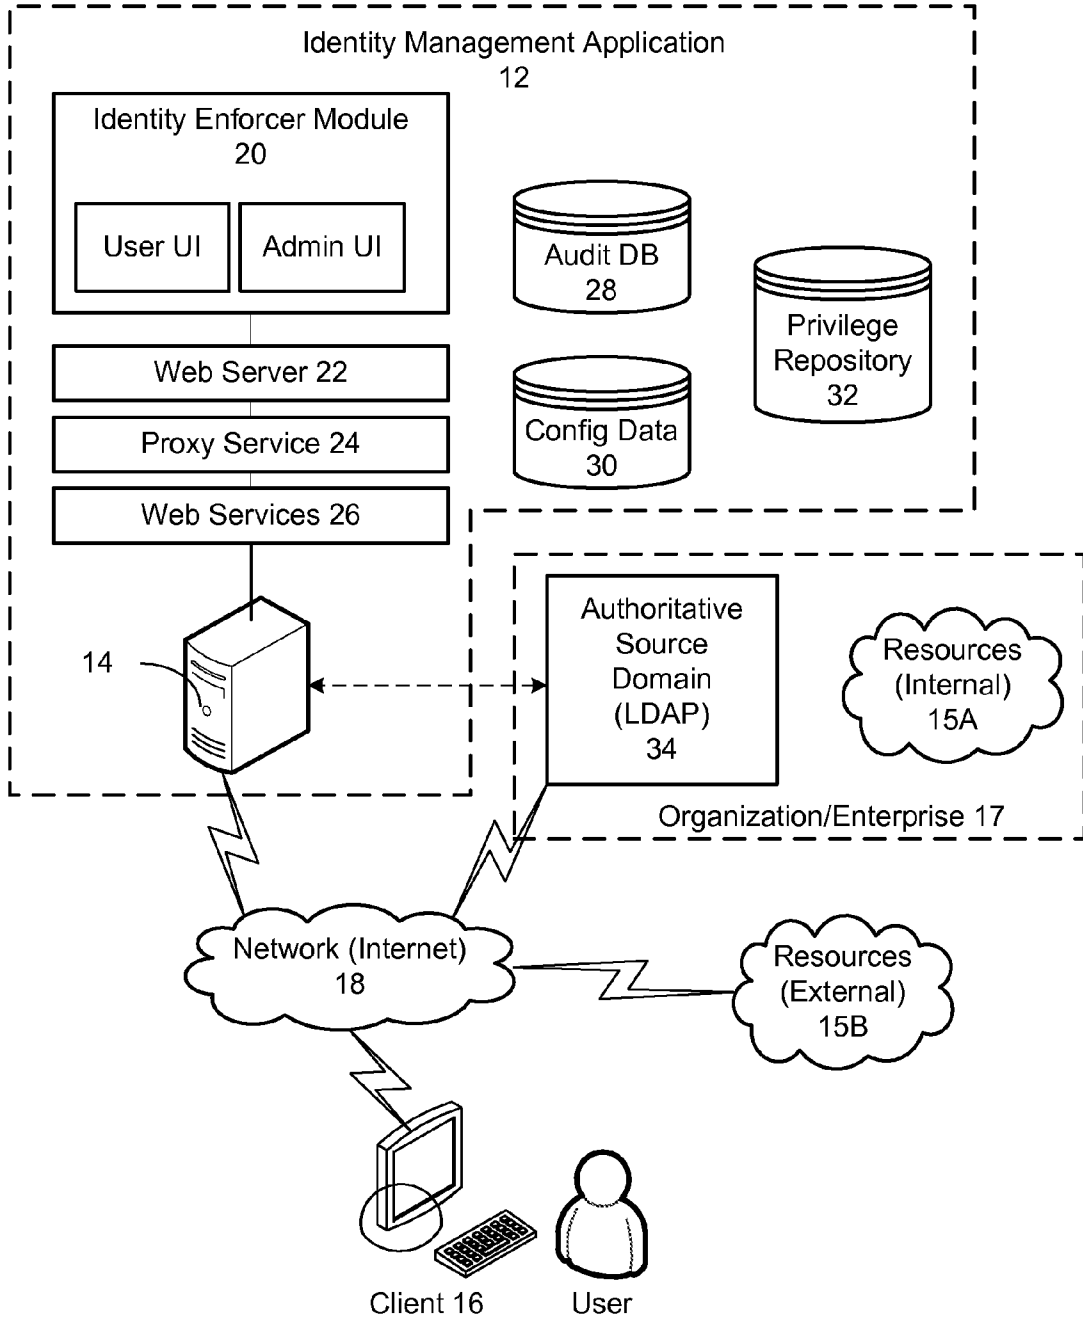 Identity Management Application
12
Identity Enforcer Module
20
User UI
Admin UI
Audit DB
28
Privilege
Repository
32
Web Server 22
Config Data
30
Proxy Service 24
Web Services 26
14
Authoritative
Source
Domain
(LDAP)
34
Resources
(Internal)
15A
Organization/Enterprise 17
Network (Internet)
18
Resources
(External)
15B
Client 16
User